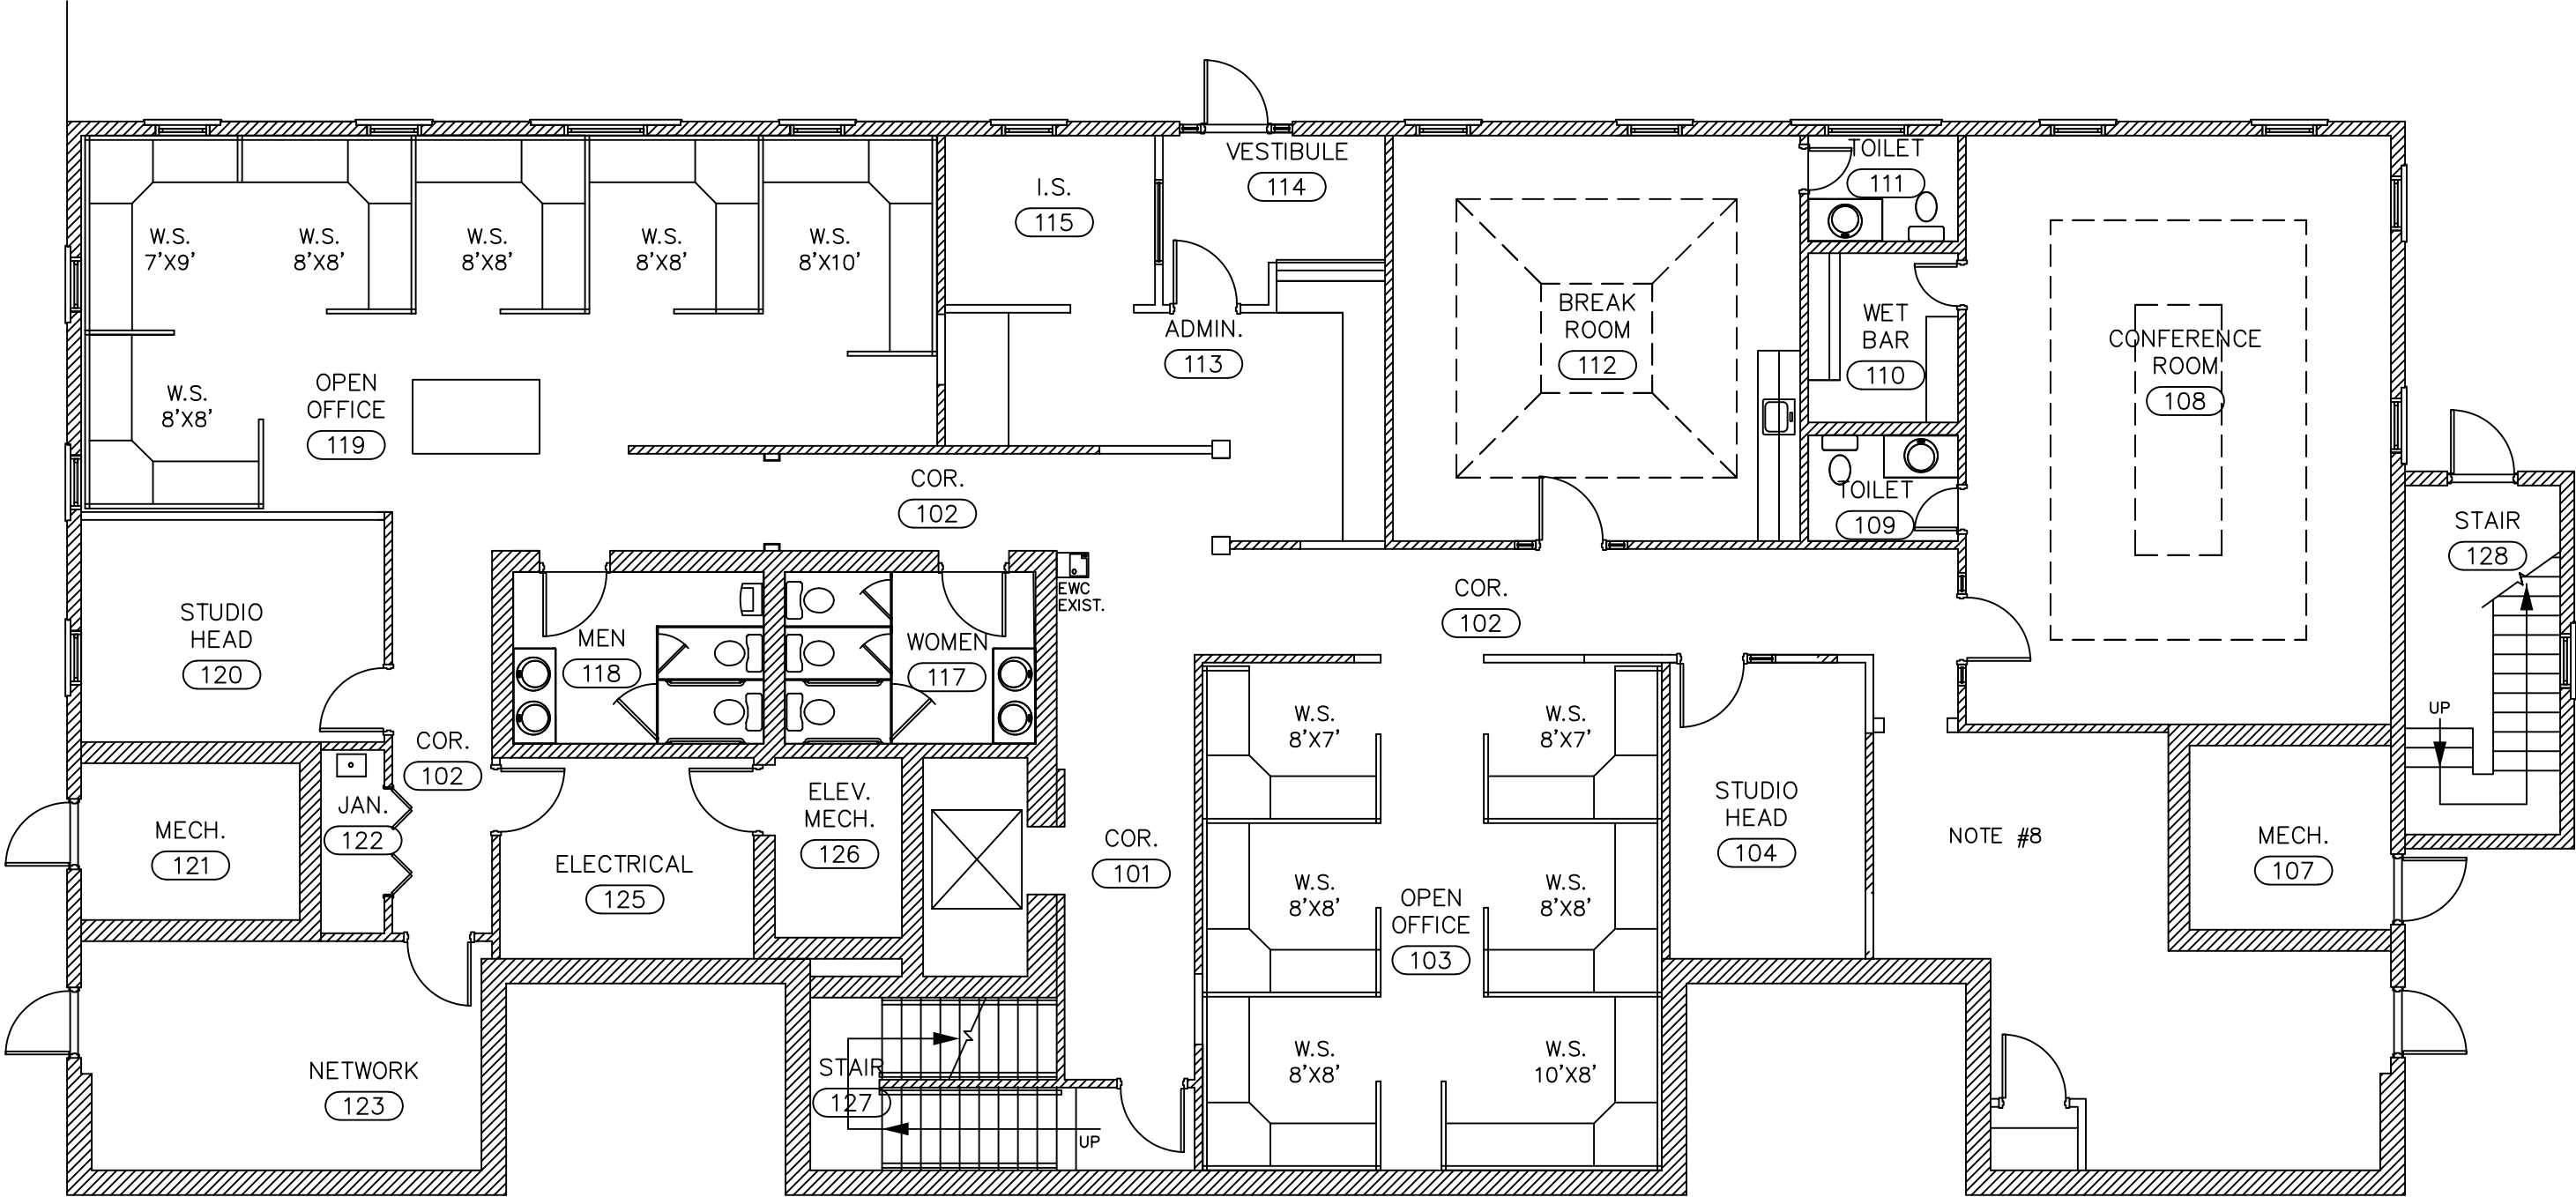 VESTIBULE
114
TOILET
111
I.S.
115
W.S.
7'X9'
W.S.
8'X8'
W.S.
8'X8'
W.S.
8'X8'
W.S.
8'X10'
ADMIN.
113
BREAK
ROOM
112
WET
BAR
110
CONFERENCE
ROOM
108
OPEN
OFFICE
119
W.S.
8'X8'
COR.
102
TOILET
109
STAIR
128
UP
EWC
EXIST.
COR.
102
STUDIO
HEAD
120
MEN
118
WOMEN
117
W.S.
8'X7'
W.S.
8'X7'
COR.
102
MECH.
121
JAN.
122
ELECTRICAL
125
ELEV.
MECH.
126
COR.
101
W.S.
8'X8'
W.S.
8'X8'
OPEN
OFFICE
103
STUDIO
HEAD
104
NOTE #8
MECH.
107
NETWORK
123
STAIR
127
UP
W.S.
8'X8'
W.S.
10'X8'